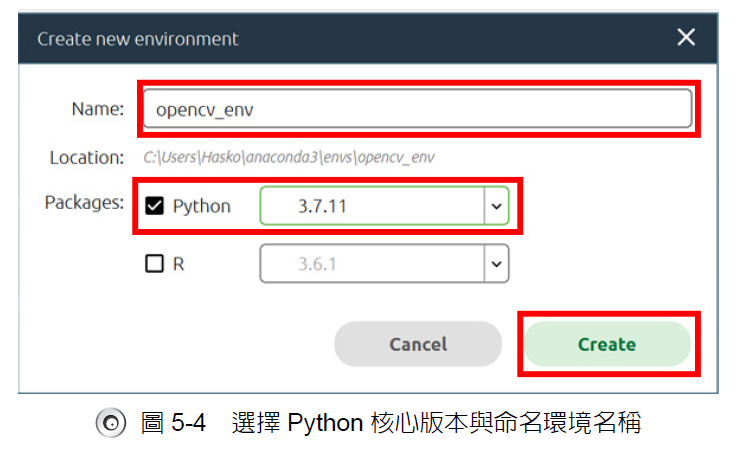 Create new environment
Name: opencv_env
Location: C:\Users\Hasko\anaconda3\envs\opencv_env
Packages: Python 3.7.11
R 3.6.1
Cancel Create
圖 5-4 選擇 Python 核心版本與命名環境名稱